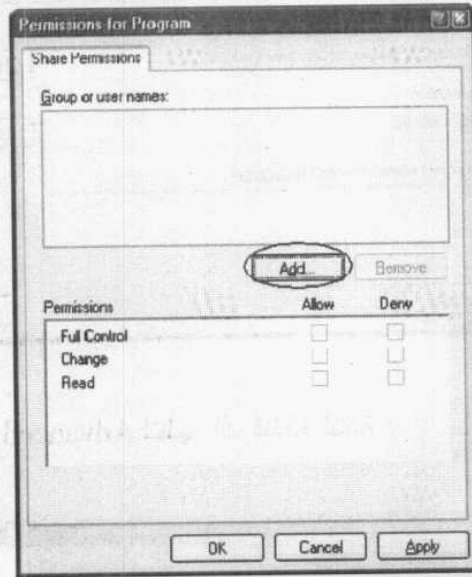 Permissions for Program
Share Permissions
Group or user names:
Add... Remove
Permissions Allow Deny
Full Control
Change
Read
OK Cancel Apply